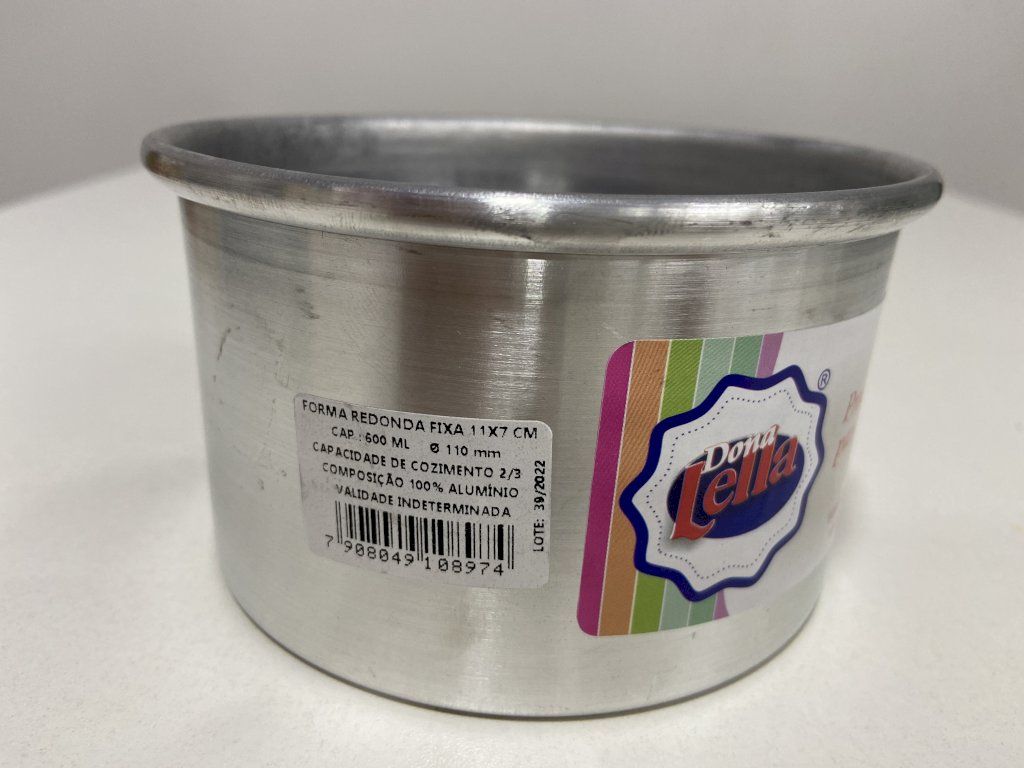 FORMA REDONDA FIXA 11X7 CM
CAP.: 600 ML Ø 110 mm
CAPACIDADE DE COZIMENTO 2/3
COMPOSIÇÃO 100% ALUMÍNIO
VALIDADE INDETERMINADA
7 908049 108974
LOTE: 39/2022
Dona
Lella
®